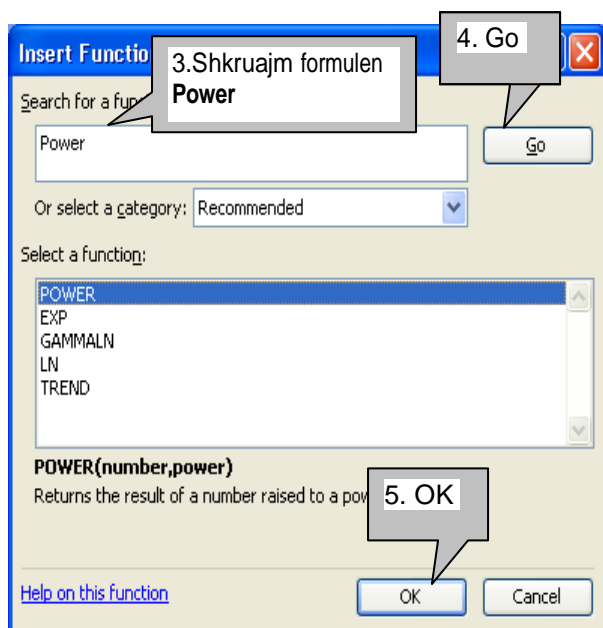 Insert Functio
4. Go
3.Shkruajm formulen
Power
Search for a fun
Power
Go
Or select a category: Recommended
Select a function:
POWER
EXP
GAMMALN
LN
TREND
POWER(number,power)
Returns the result of a number raised to a pow
5. OK
Help on this function
OK
Cancel